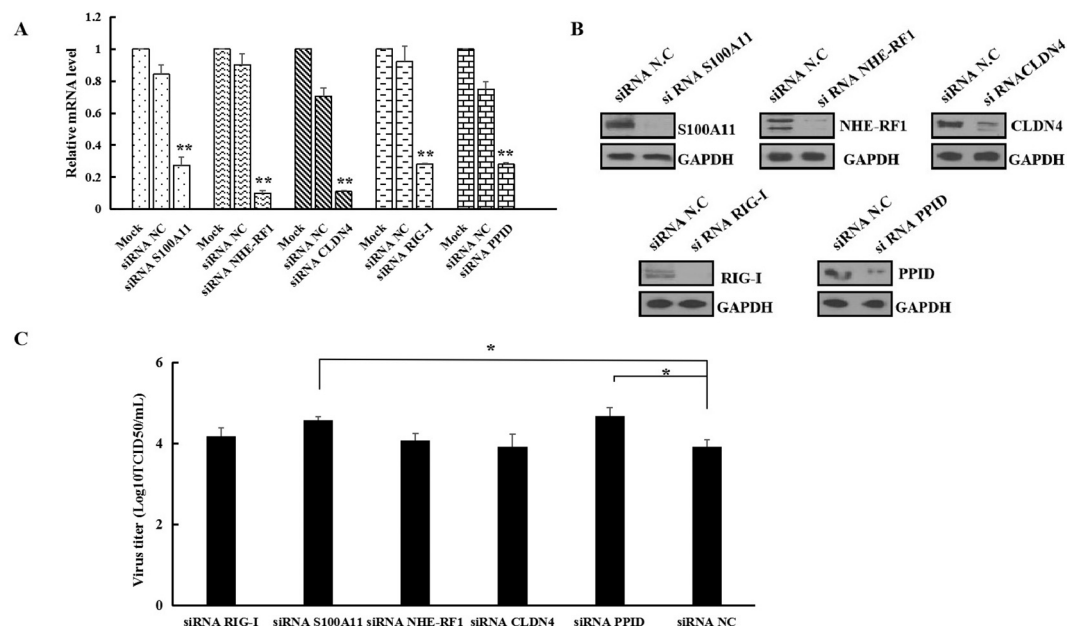 A
Relative mRNA level
1.2
1
0.8
0.6
0.4
0.2
0
**
**
**
**
**
Mock
siRNA NC
siRNA S100A11
Mock
siRNA NC
siRNA NHE-RF1
Mock
siRNA NC
siRNA CLDN4
Mock
siRNA NC
siRNA RIG-I
Mock
siRNA NC
siRNA PPID
B
siRNA N.C
si RNA S100A11
S100A11
GAPDH
siRNA N.C
si RNA NHE-RF1
NHE-RF1
GAPDH
siRNA N.C
si RNACLDN4
CLDN4
GAPDH
siRNA N.C
si RNA RIG-I
RIG-I
GAPDH
siRNA N.C
si RNA PPID
PPID
GAPDH
C
Virus titer (Log10TCID50/mL)
6
4
2
0
*
*
siRNA RIG-I
siRNA S100A11
siRNA NHE-RF1
siRNA CLDN4
siRNA PPID
siRNA NC